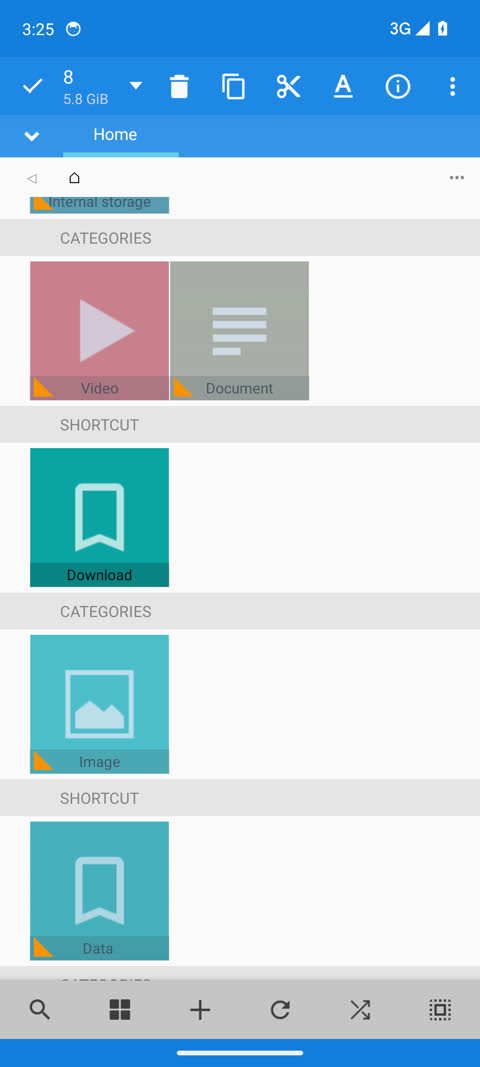 3:25
3G
8
5.8 GiB
A
Home
Internal storage
CATEGORIES
Video
Document
SHORTCUT
Download
CATEGORIES
Image
SHORTCUT
Data
CATEGORIES